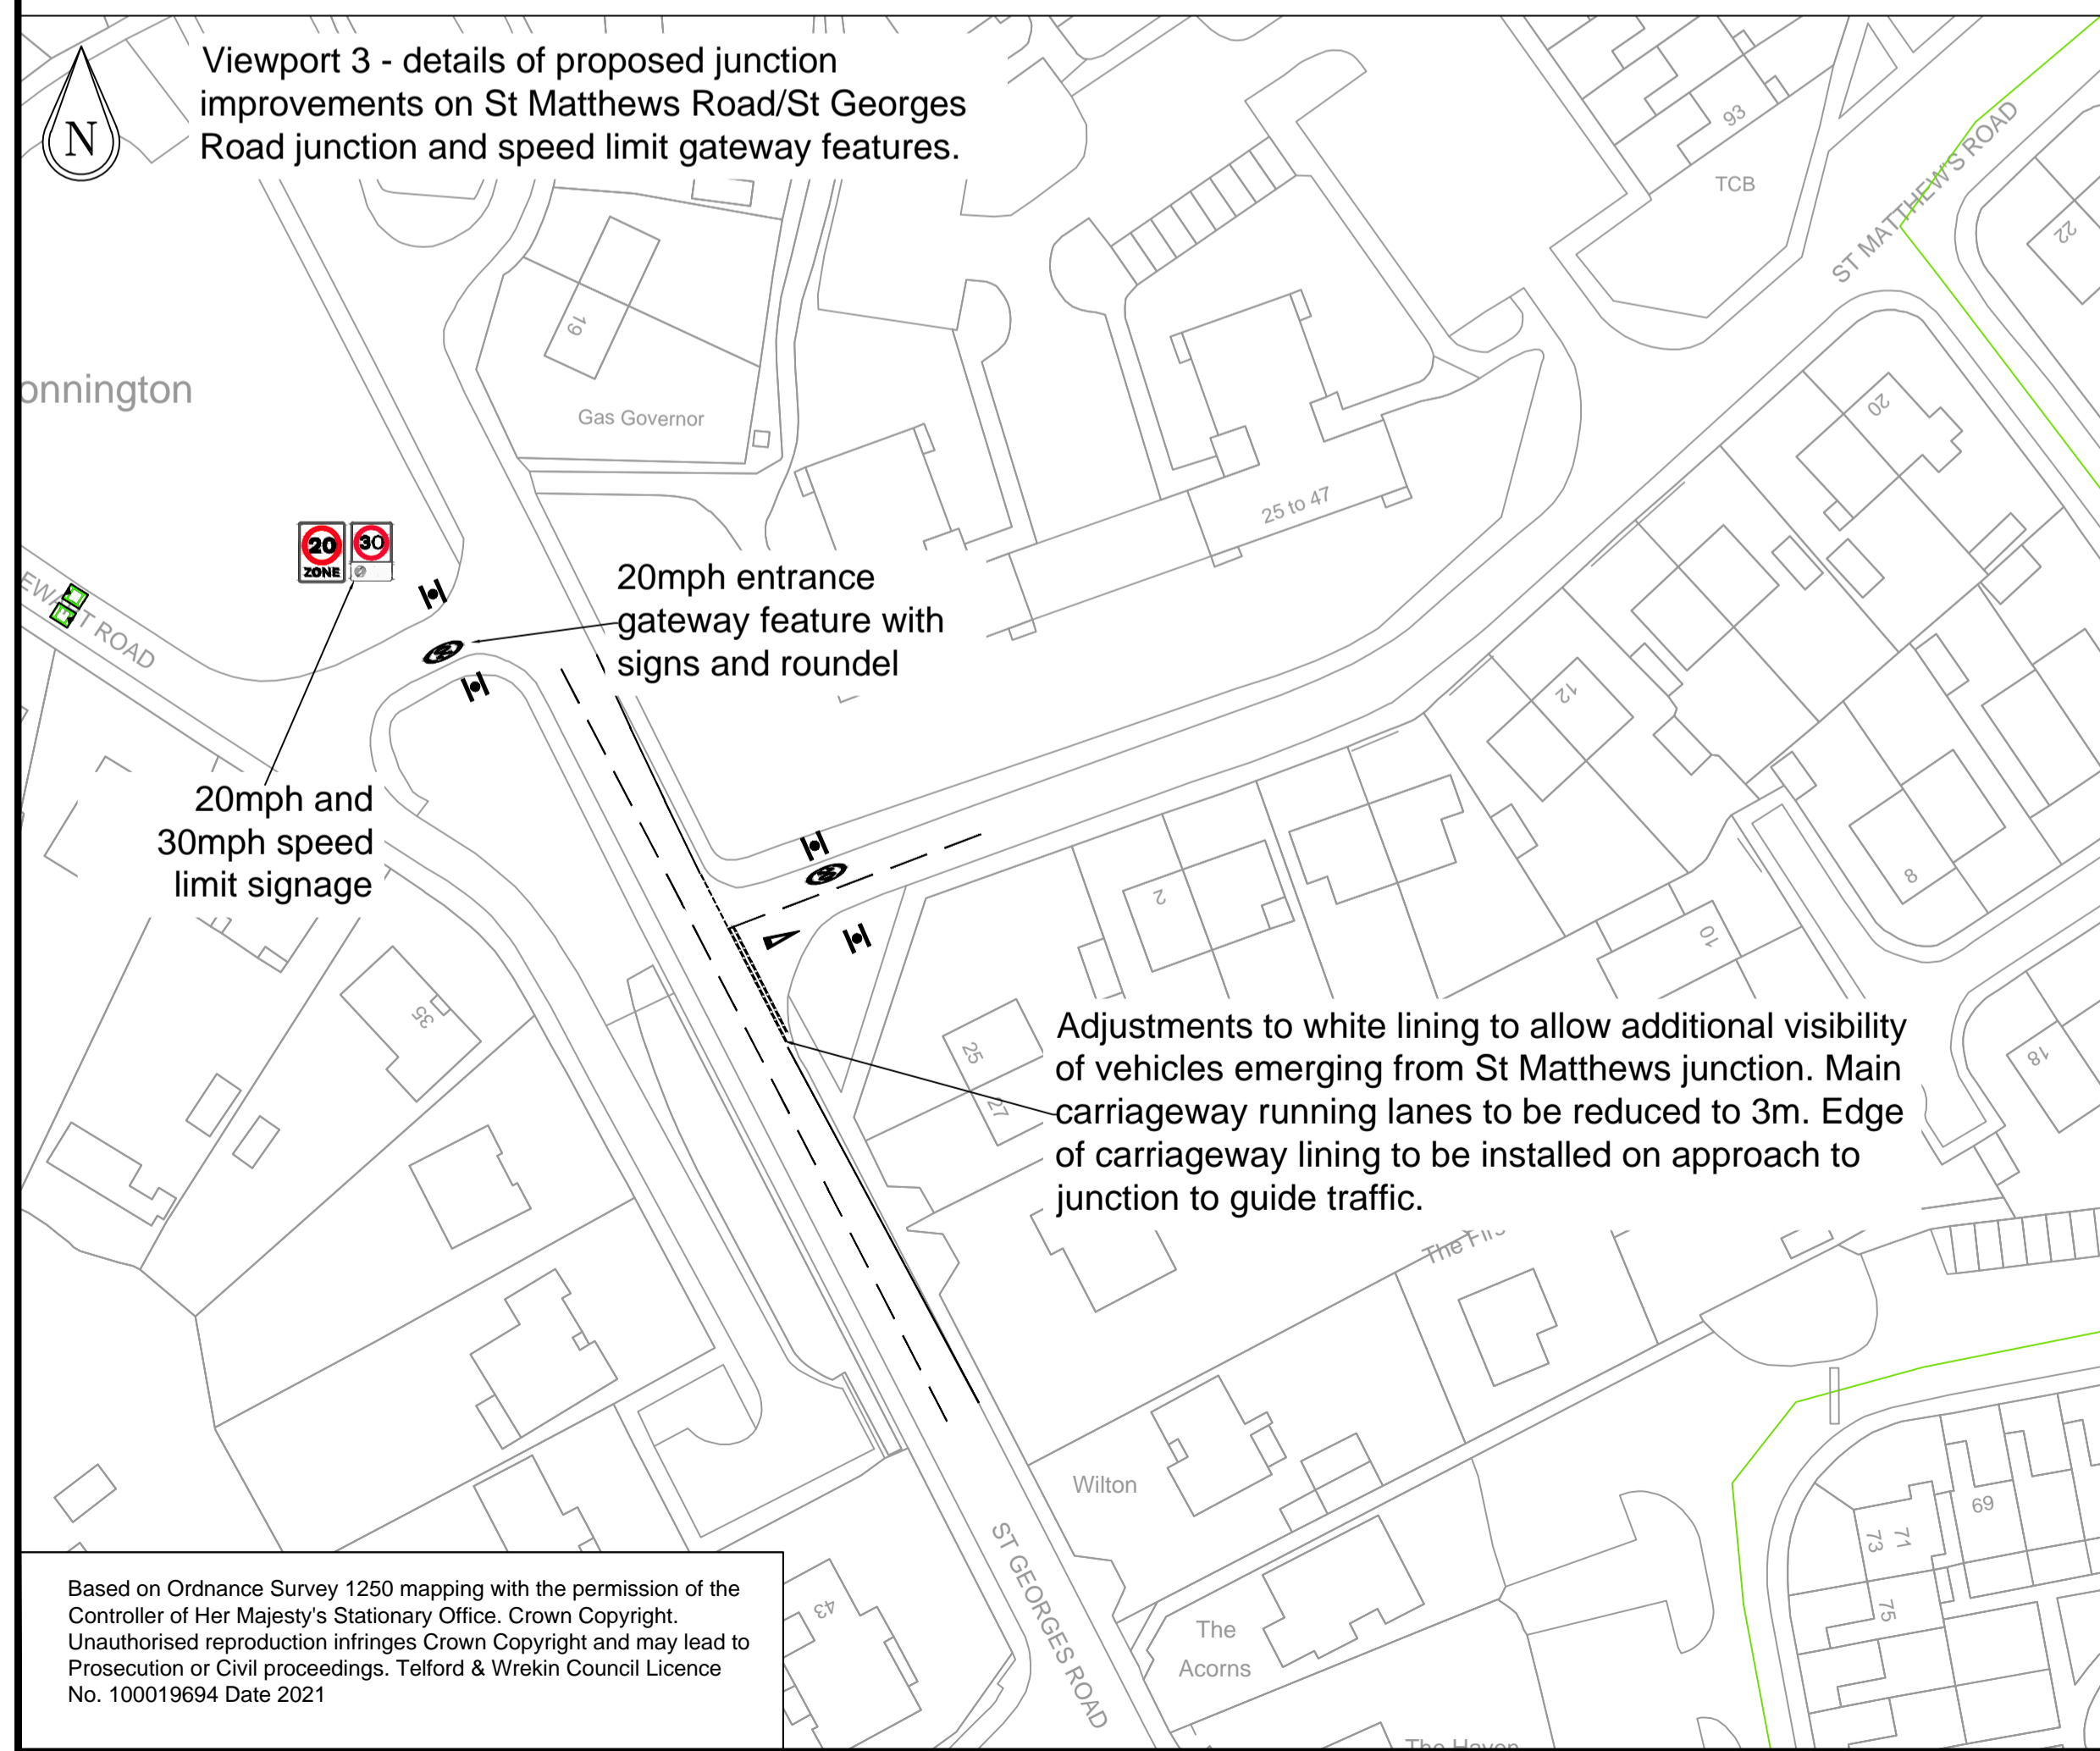 Viewport 3 - details of proposed junction
improvements on St Matthews Road/St Georges
Road junction and speed limit gateway features.
N
93
TCB
ST MATTHEW'S ROAD
22
19
onnington
Gas Governor
20
25 to 47
20
ZONE
30
20mph entrance
gateway feature with
signs and roundel
T ROAD
12
20mph and
30mph speed
limit signage
2
8
10
35
25
27
18
Adjustments to white lining to allow additional visibility
of vehicles emerging from St Matthews junction. Main
carriageway running lanes to be reduced to 3m. Edge
of carriageway lining to be installed on approach to
junction to guide traffic.
The Firs
Wilton
69
71
73
75
ST GEORGES ROAD
43
The
Acorns
The Haven
Based on Ordnance Survey 1250 mapping with the permission of the
Controller of Her Majesty's Stationary Office. Crown Copyright.
Unauthorised reproduction infringes Crown Copyright and may lead to
Prosecution or Civil proceedings. Telford & Wrekin Council Licence
No. 100019694 Date 2021